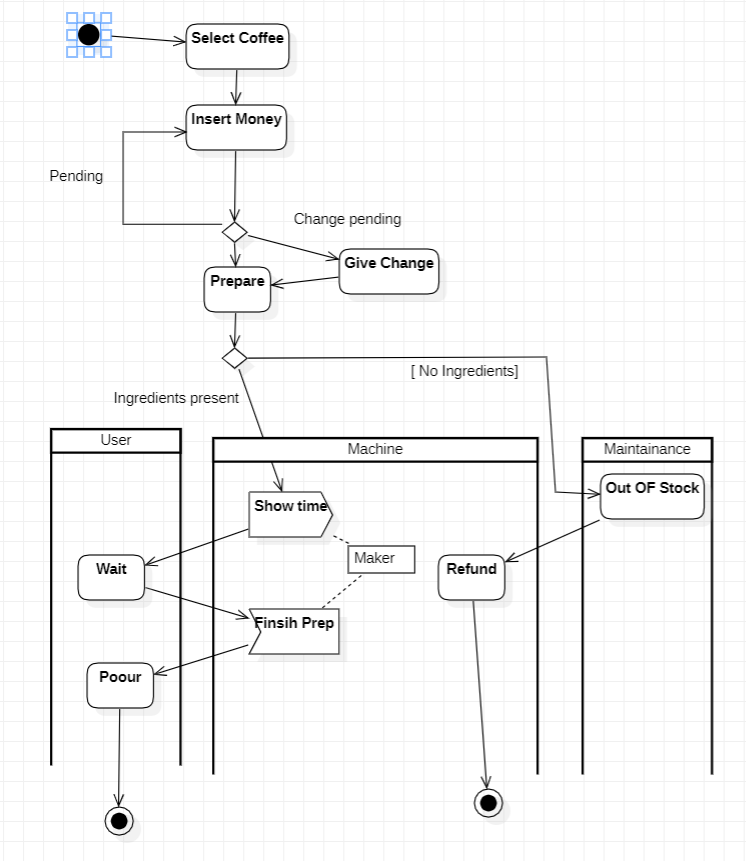 Select Coffee
Insert Money
Pending
Change pending
Give Change
Prepare
[ No Ingredients]
Ingredients present
User
Machine
Maintainance
Out OF Stock
Show time
Maker
Wait
Refund
Finsih Prep
Poour